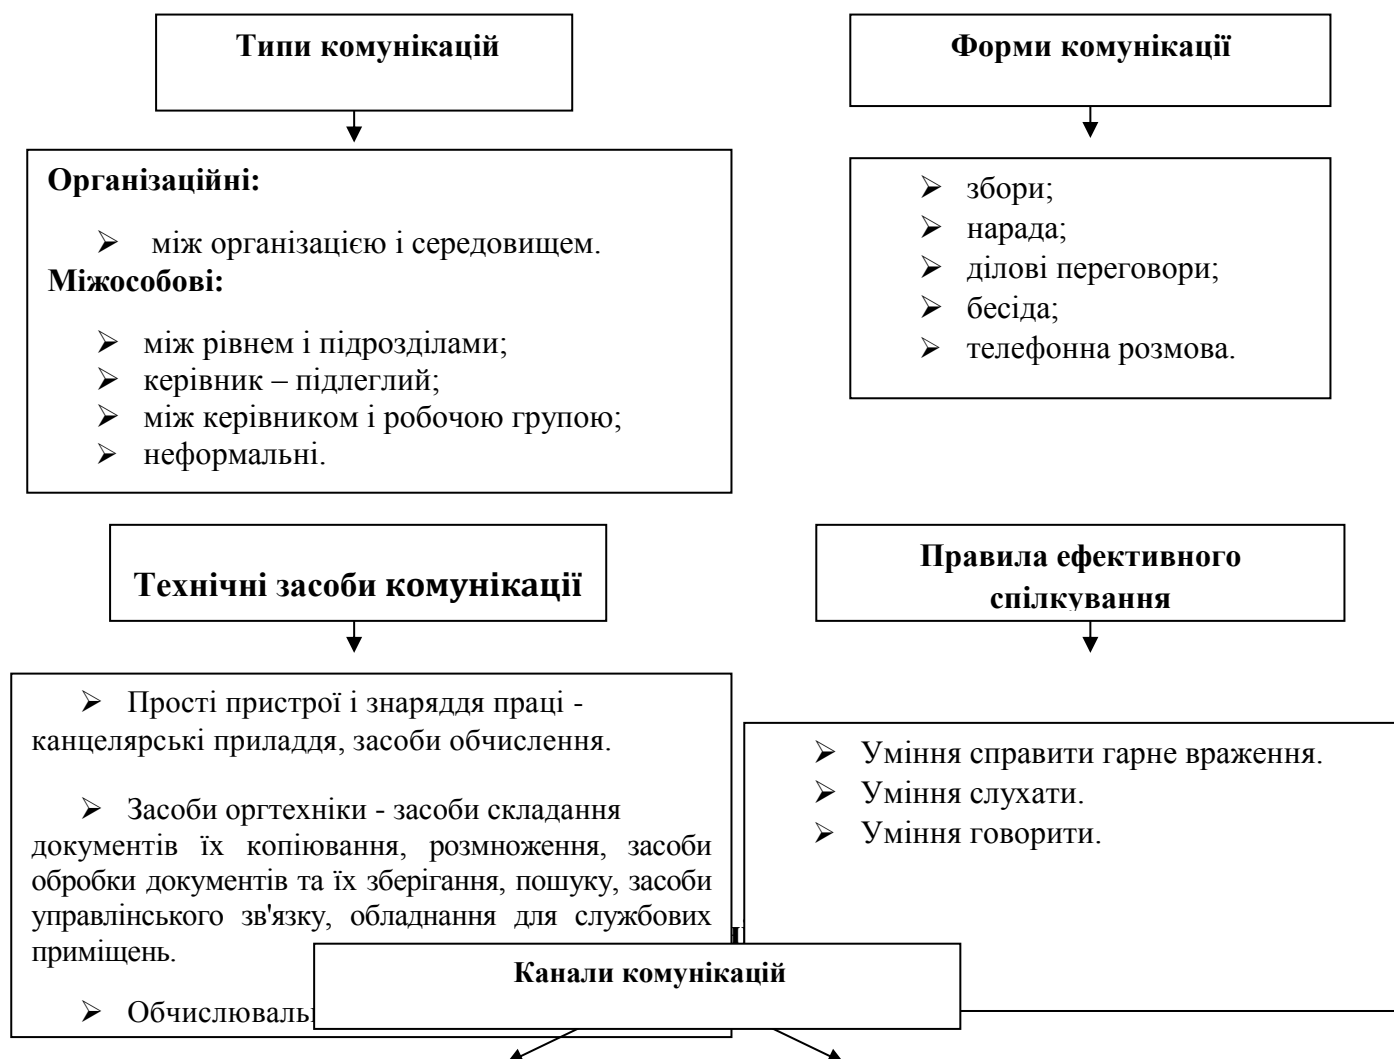 Типи комунікацій
Форми комунікації
Організаційні:
➢ між організацією і середовищем.
Міжособові:
➢ між рівнем і підрозділами;
➢ керівник – підлеглий;
➢ між керівником і робочою групою;
➢ неформальні.
➢ збори;
➢ нарада;
➢ ділові переговори;
➢ бесіда;
➢ телефонна розмова.
Технічні засоби комунікації
Правила ефективного
спілкування
➢ Прості пристрої і знаряддя праці -
канцелярські приладдя, засоби обчислення.
➢ Засоби оргтехніки - засоби складання
документів їх копіювання, розмноження, засоби
обробки документів та їх зберігання, пошуку, засоби
управлінського зв'язку, обладнання для службових
приміщень.
➢
➢ Уміння справити гарне враження.
➢ Уміння слухати.
➢ Уміння говорити.
Канали комунікацій